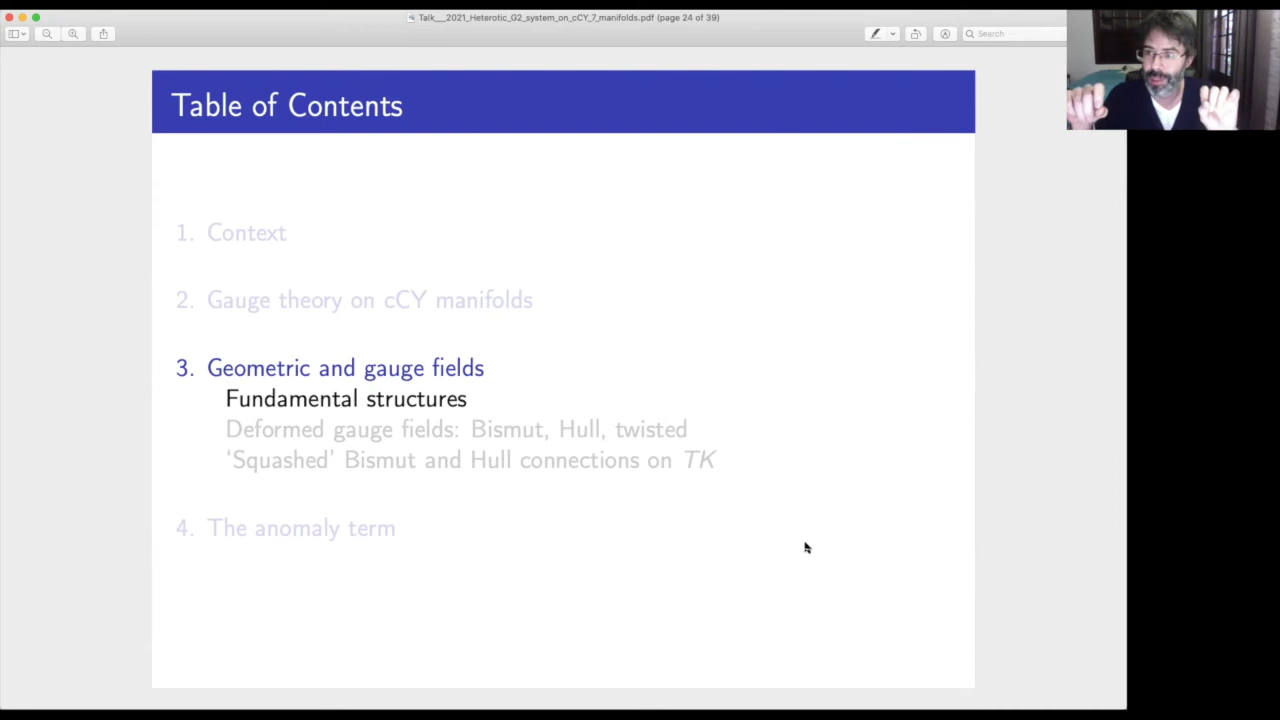 Talk___2021_Heterotic_G2_system_on_cCY_7_manifolds.pdf (page 24 of 39)
Search
Table of Contents
1. Context
2. Gauge theory on cCY manifolds
3. Geometric and gauge fields
Fundamental structures
Deformed gauge fields: Bismut, Hull, twisted
‘Squashed’ Bismut and Hull connections on TK
4. The anomaly term